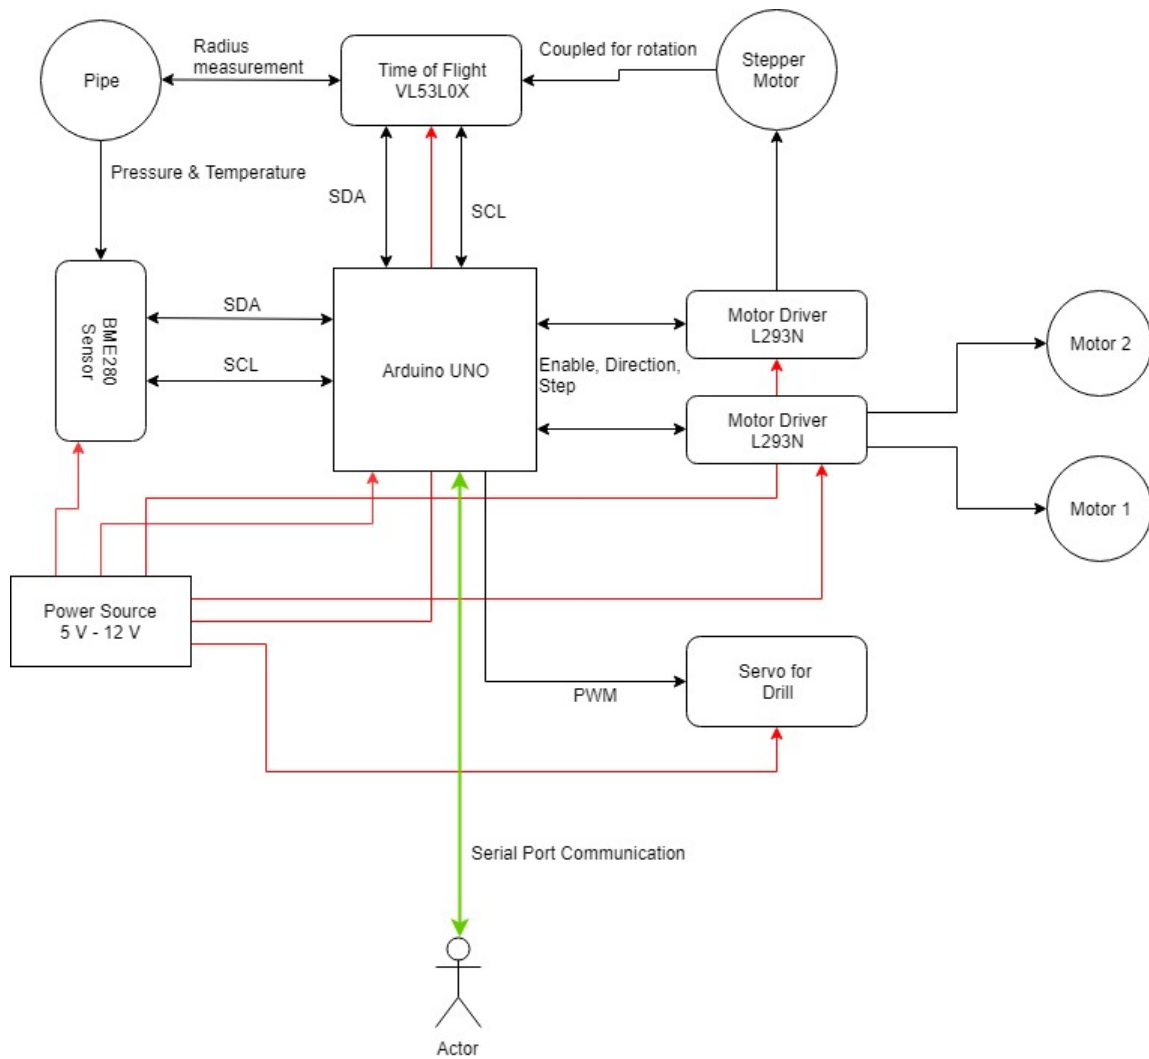 Radius
measurement
Pipe
Time of Flight
VL53L0X
Coupled for rotation
Stepper
Motor
Pressure & Temperature
SDA
SCL
BME280
Sensor
SDA
SCL
Arduino UNO
Enable, Direction,
Step
Motor Driver
L293N
Motor Driver
L293N
Motor 2
Motor 1
Power Source
5 V - 12 V
PWM
Servo for
Drill
Serial Port Communication
Actor